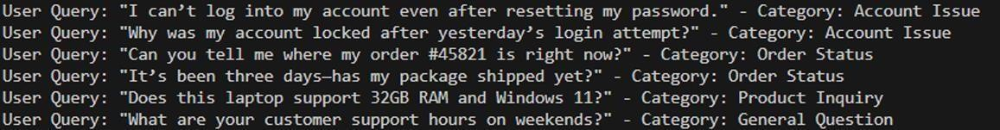 User Query: "I can’t log into my account even after resetting my password." - Category: Account Issue
User Query: "Why was my account locked after yesterday’s login attempt?" - Category: Account Issue
User Query: "Can you tell me where my order #45821 is right now?" - Category: Order Status
User Query: "It’s been three days—has my package shipped yet?" - Category: Order Status
User Query: "Does this laptop support 32GB RAM and Windows 11?" - Category: Product Inquiry
User Query: "What are your customer support hours on weekends?" - Category: General Question